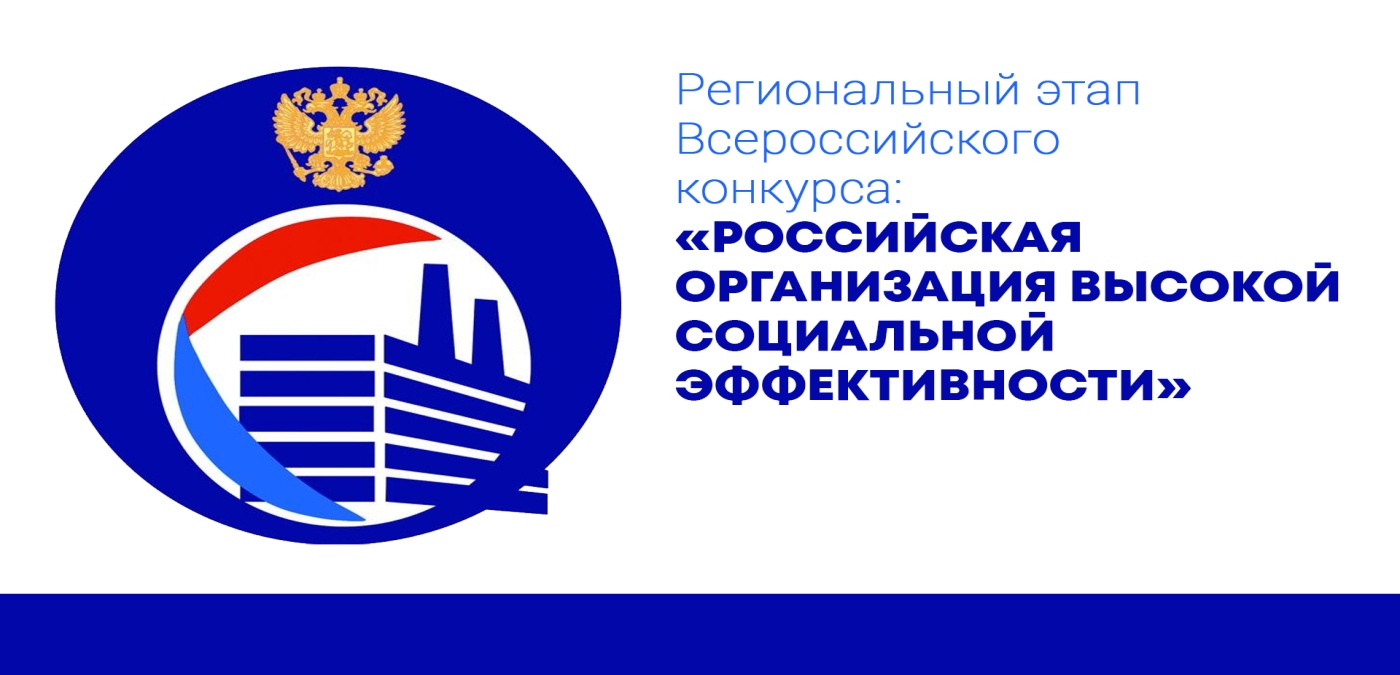 Региональный этап
Всероссийского
конкурса:
«РОССИЙСКАЯ
ОРГАНИЗАЦИЯ ВЫСОКОЙ
СОЦИАЛЬНОЙ
ЭФФЕКТИВНОСТИ»